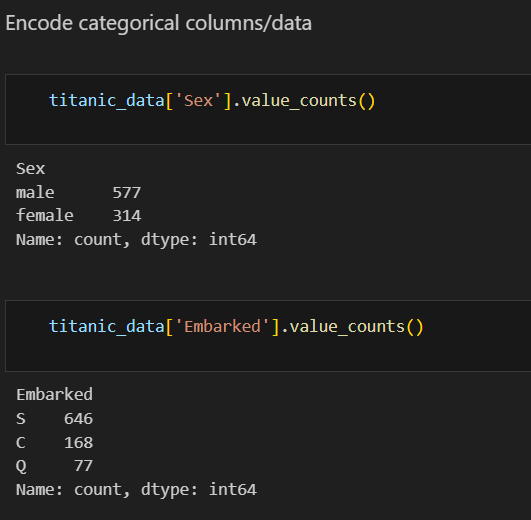 Encode categorical columns/data
titanic_data['Sex'].value_counts()
Sex
male      577
female    314
Name: count, dtype: int64
titanic_data['Embarked'].value_counts()
Embarked
S    646
C    168
Q     77
Name: count, dtype: int64